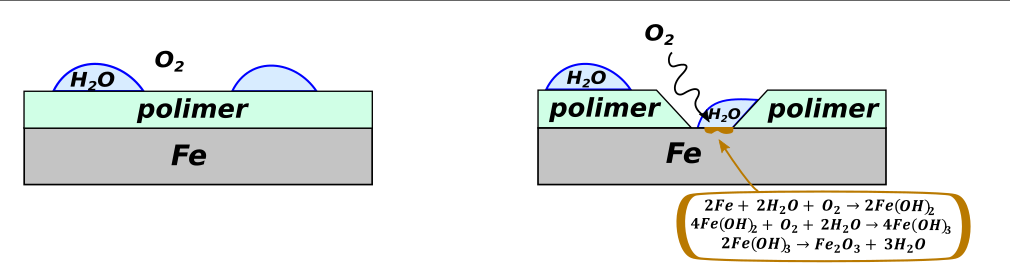 O₂
H₂O
polimer
Fe
O₂
H₂O
H₂O
polimer
polimer
Fe
2Fe + 2H₂O + O₂ → 2Fe(OH)₂
4Fe(OH)₂ + O₂ + 2H₂O → 4Fe(OH)₃
2Fe(OH)₃ → Fe₂O₃ + 3H₂O